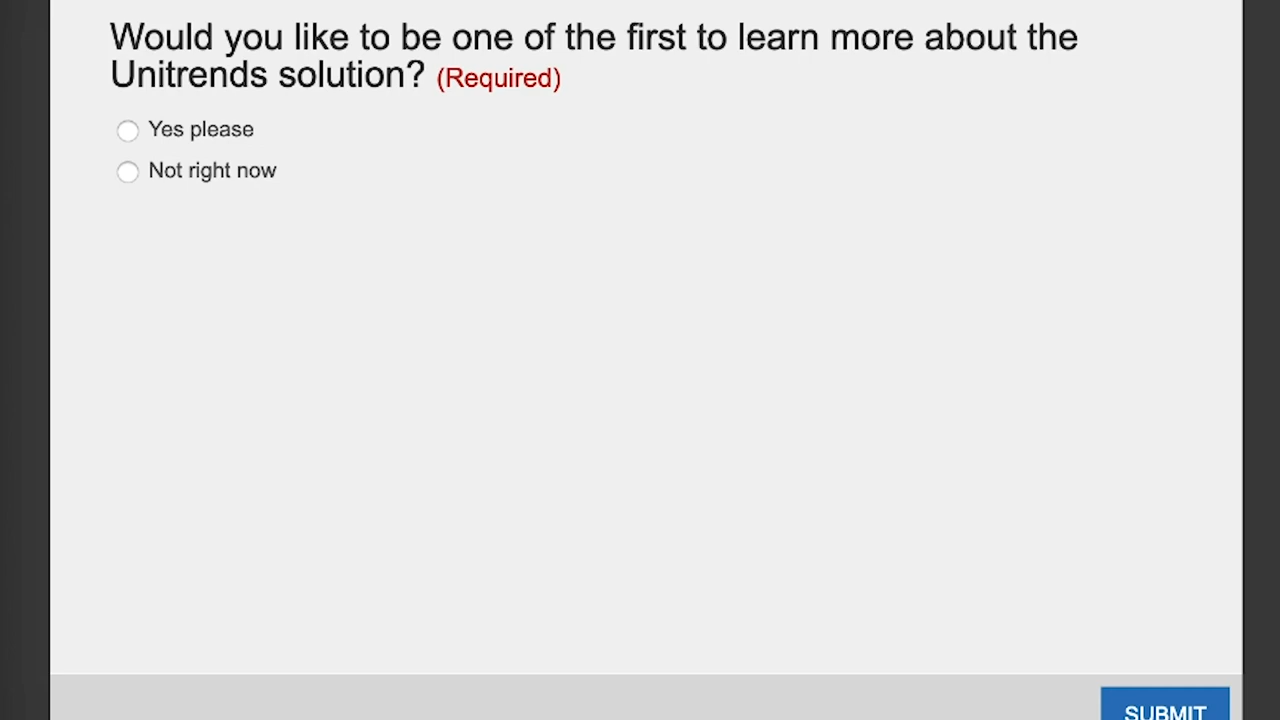 Would you like to be one of the first to learn more about the
Unitrends solution? (Required)
Yes please
Not right now
SUBMIT